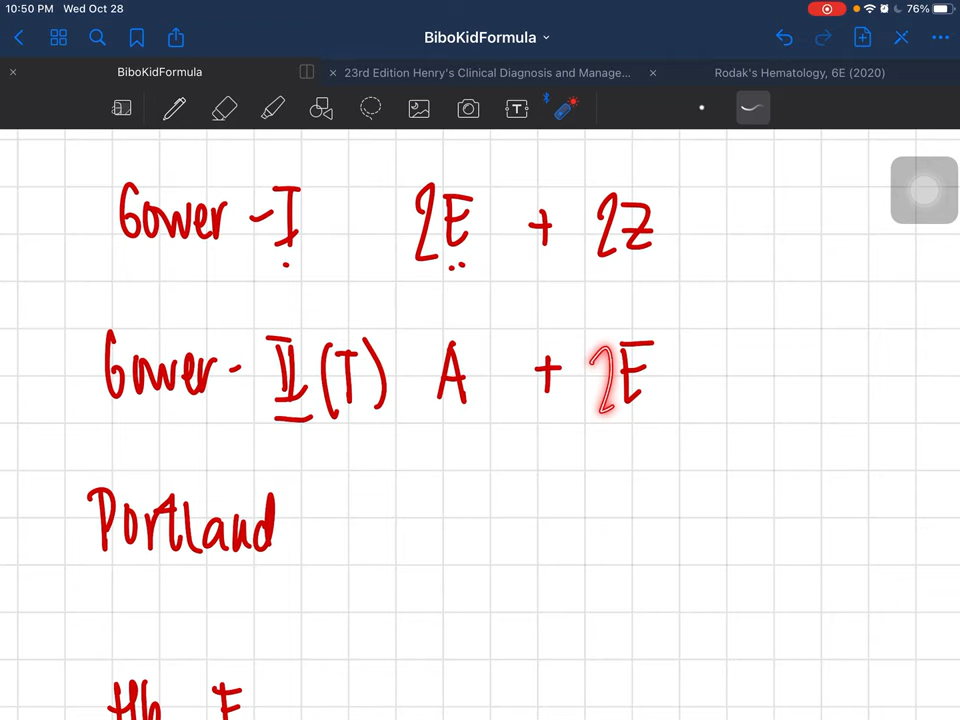 10:50 PM Wed Oct 28 76%
BiboKidFormula
BiboKidFormula 23rd Edition Henry's Clinical Diagnosis and Manage... Rodak's Hematology, 6E (2020)
Gower - I 2E + 2Z
Gower - II (T) A + 2E
Portland
Hb F